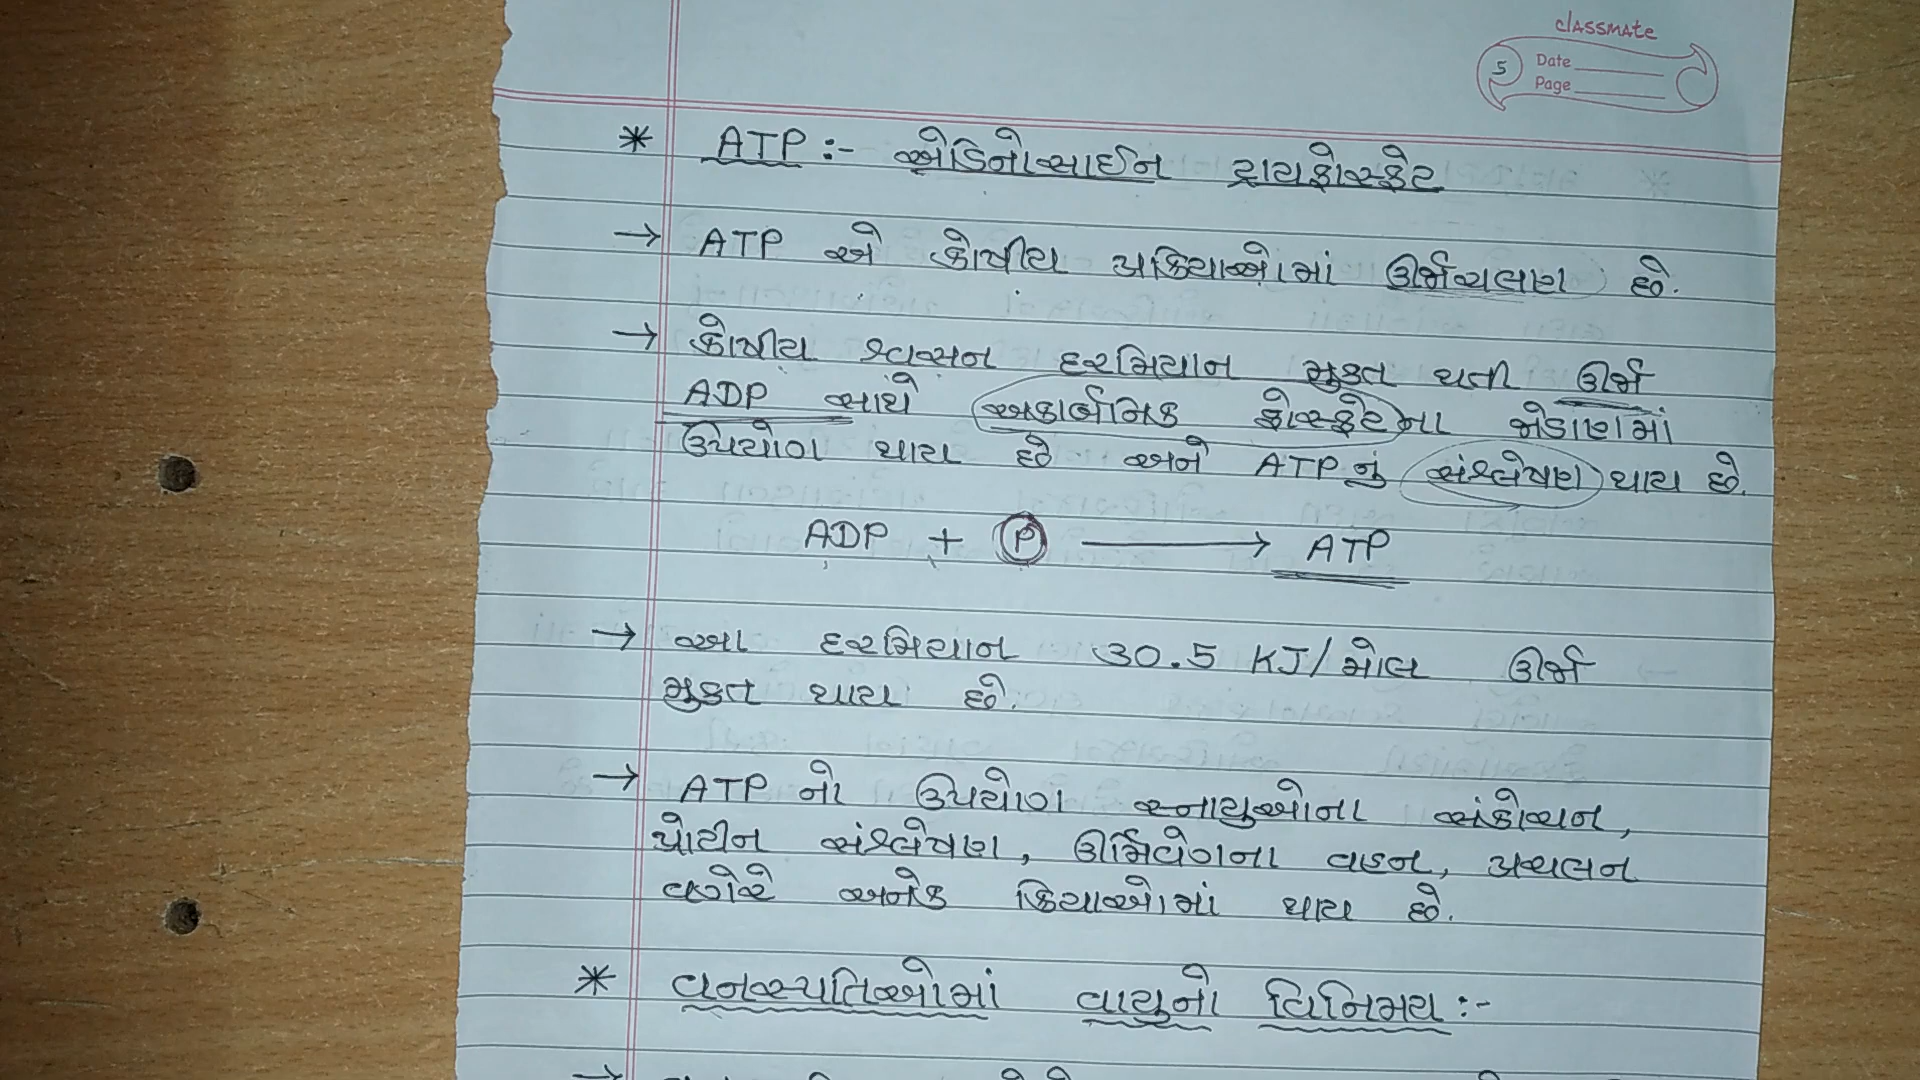 classmate
5
Date
Page
* ATP :- એડિનોસાઈન ટ્રાયફોસ્ફેટ
→ ATP એ કોષીય પ્રક્રિયાઓમાં ઊર્જાચલણ છે.
→ કોષીય શ્વસન દરમિયાન મુક્ત થતી ઊર્જા
ADP સાથે અકાર્બનિક ફોસ્ફેટના જોડાણમાં
ઉપયોગ થાય છે અને ATP નું સંશ્લેષણ થાય છે.
ADP + Ⓟ ⟶ ATP
→ આ દરમિયાન 30.5 KJ/મોલ ઊર્જા
મુક્ત થાય છે.
→ ATP નો ઉપયોગ સ્નાયુઓના સંકોચન,
પ્રોટીન સંશ્લેષણ, ઊર્મિવેગના વહન, પ્રચલન
વગેરે અનેક ક્રિયાઓમાં થાય છે.
* વનસ્પતિઓમાં વાયુનો વિનિમય :-
→